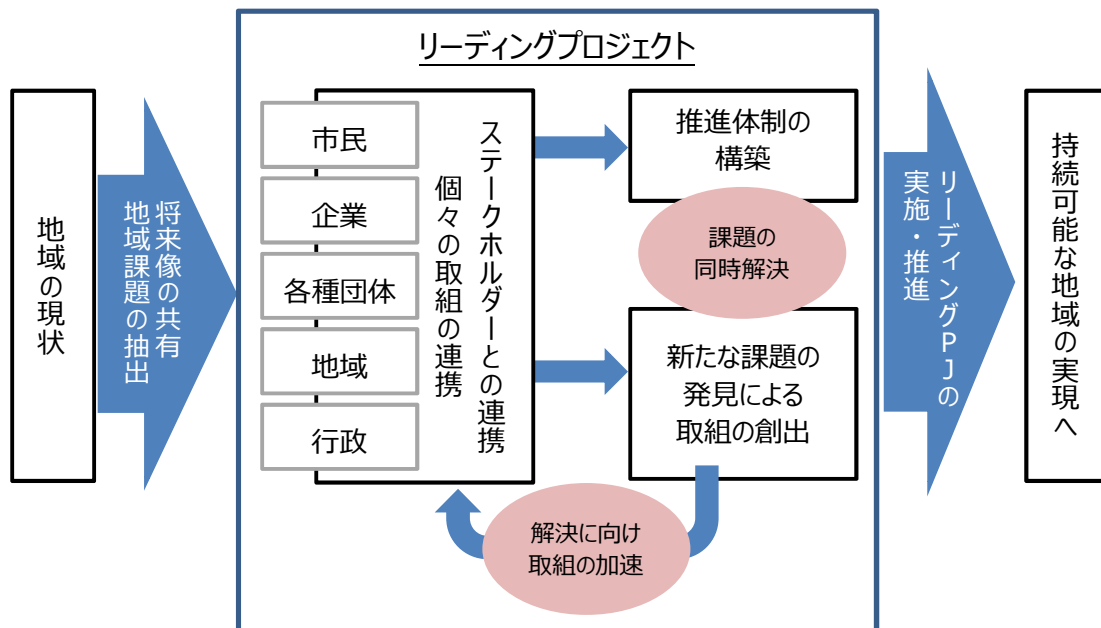 リーディングプロジェクト
地域の現状
将来像の共有
地域課題の抽出
市民
企業
各種団体
地域
行政
ステークホルダーとの連携
個々の取組の連携
推進体制の
構築
課題の
同時解決
新たな課題の
発見による
取組の創出
解決に向け
取組の加速
リーディングPJの
実施・推進
持続可能な地域の実現へ